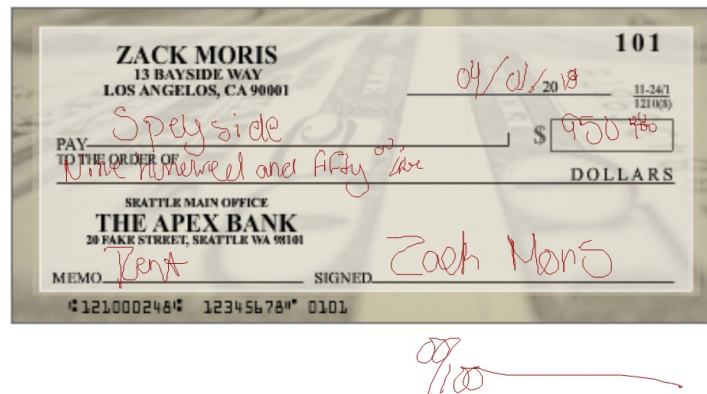 ZACK MORIS
13 BAYSIDE WAY
LOS ANGELOS, CA 90001
101
04/01/2018
11-24/1
1210(8)
PAY Speyside $ 950
TO THE ORDER OF
Nine hundred and fifty 00/100 DOLLARS
SEATTLE MAIN OFFICE
THE APEX BANK
20 FAKE STREET, SEATTLE WA 98101
MEMO Rent SIGNED Zach Moris
⑆121000248⑆ 12345678⑈ 0101
00/100